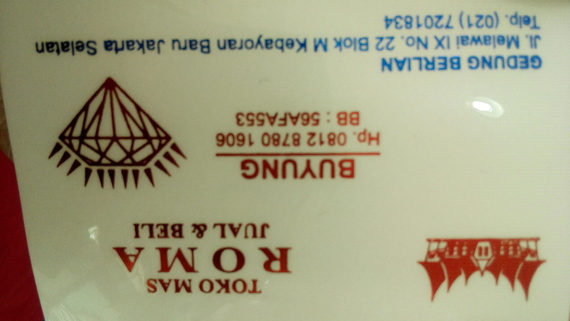 TOKO MAS
ROMA
JUAL & BELI
BUYUNG
Hp. 0812 8780 1606
BB : 56AFA553
GEDUNG BERLIAN
Jl. Melawai IX No. 22 Blok M Kebayoran Baru Jakarta Selatan
Telp. (021) 7201834